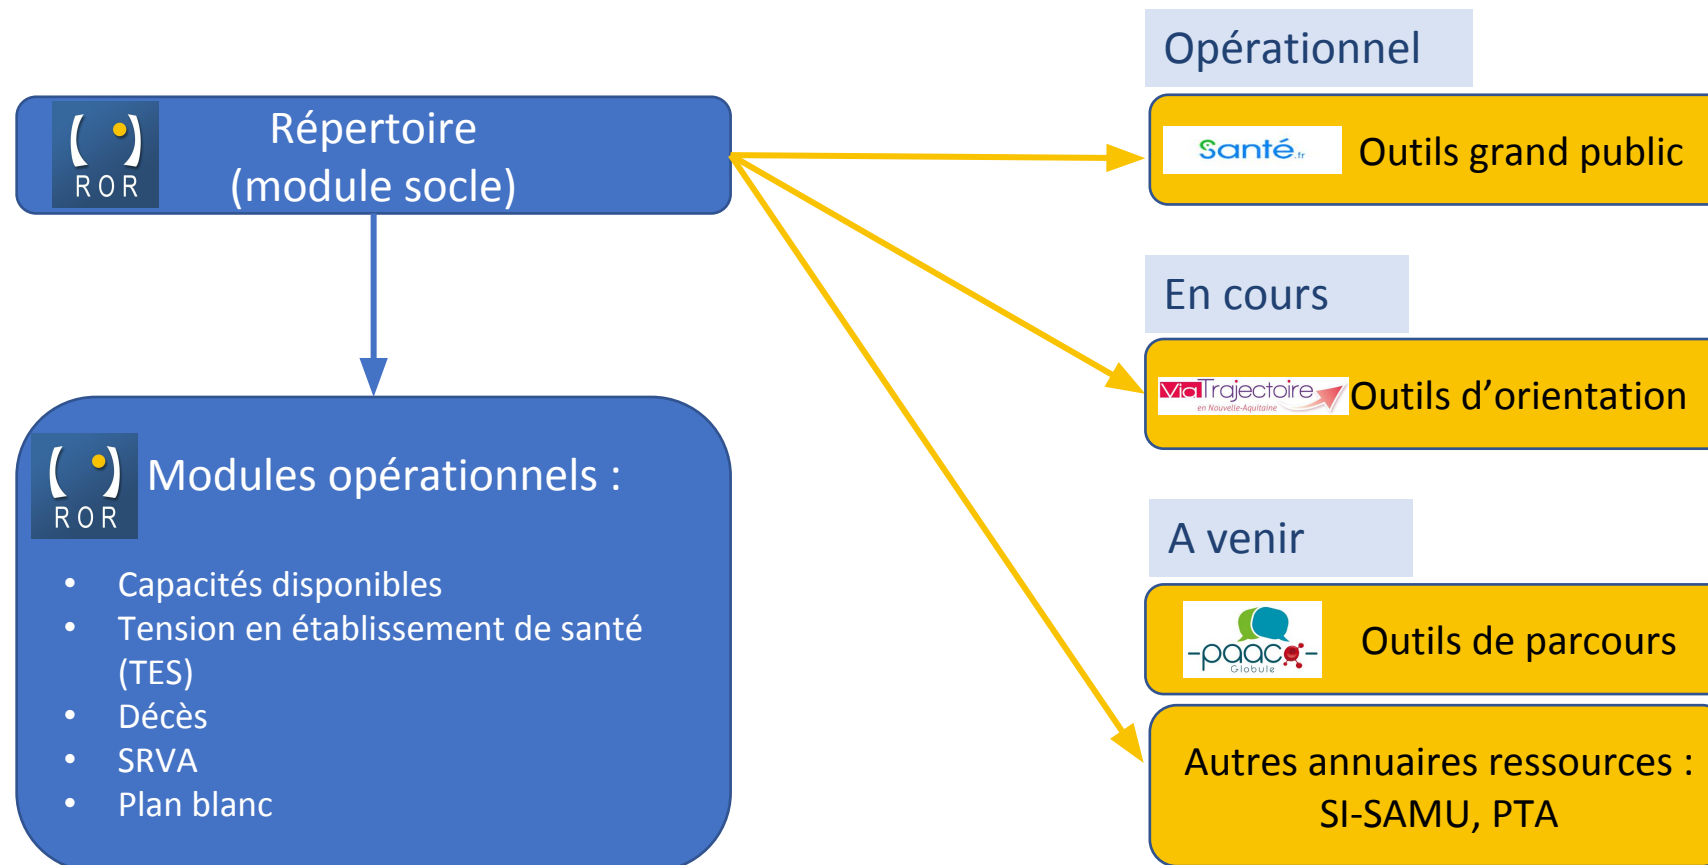 ROR
Répertoire
(module socle)
ROR
Modules opérationnels :
• Capacités disponibles
• Tension en établissement de santé
(TES)
• Décès
• SRVA
• Plan blanc
Opérationnel
Santé.fr
Outils grand public
En cours
ViaTrajectoire
en Nouvelle-Aquitaine
Outils d’orientation
A venir
-paaco-
Globule
Outils de parcours
Autres annuaires ressources :
SI-SAMU, PTA